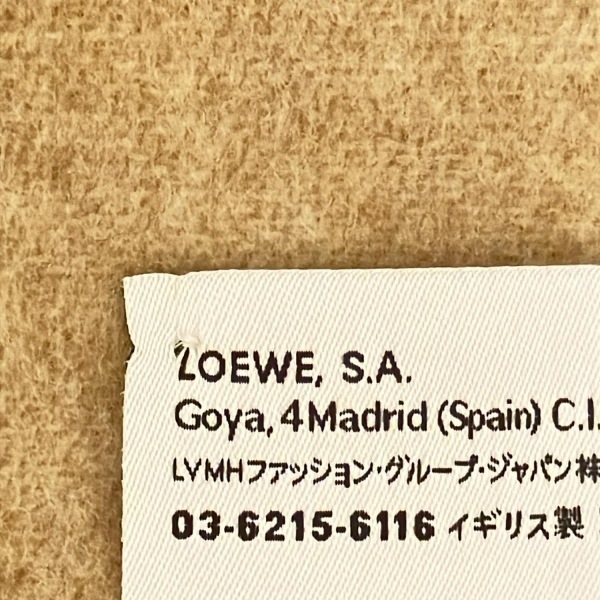 LOEWE, S.A.
Goya, 4 Madrid (Spain) C.I.
LVMHファッション・グループ・ジャパン株
03-6215-6116 イギリス製